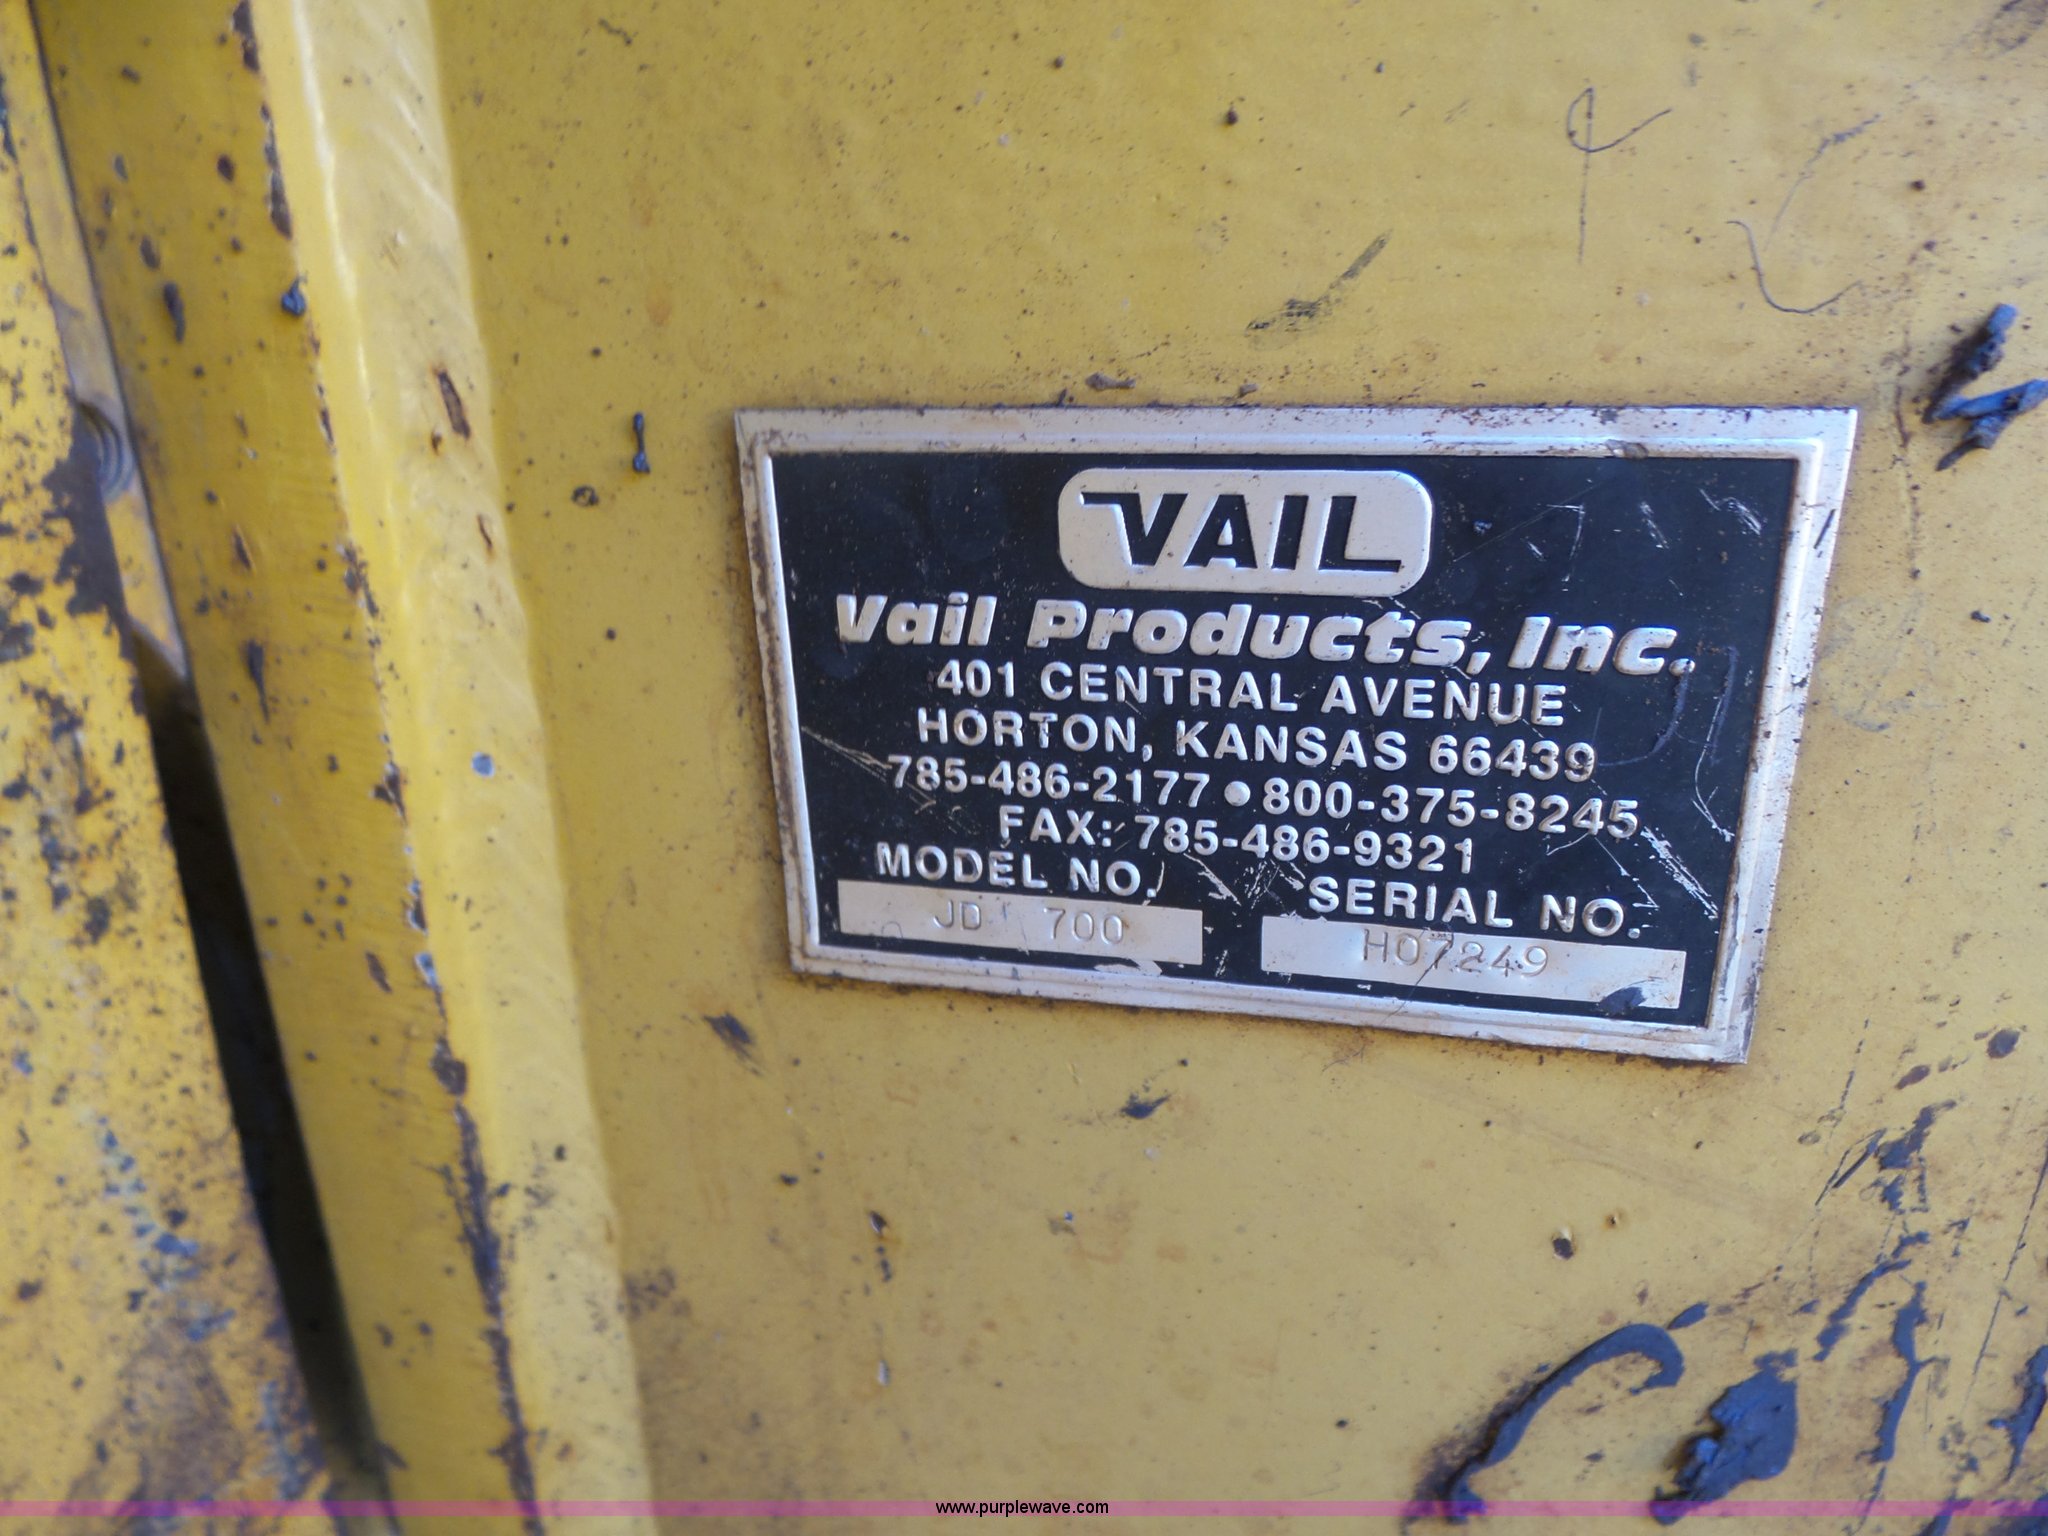 VAIL
Vail Products, Inc.
401 CENTRAL AVENUE
HORTON, KANSAS 66439
785-486-2177 • 800-375-8245
FAX: 785-486-9321
MODEL NO. SERIAL NO.
JD 700 H07249
www.purplewave.com